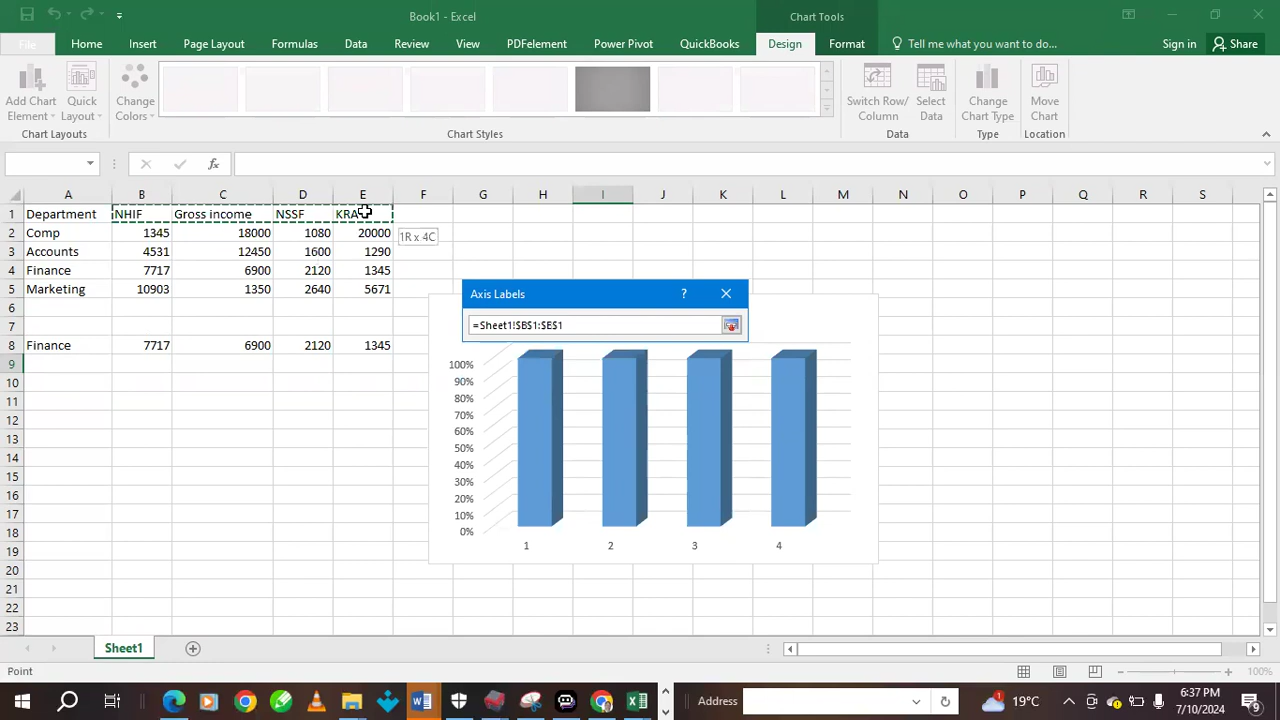 Book1 - Excel
Chart Tools
File
Home
Insert
Page Layout
Formulas
Data
Review
View
PDFelement
Power Pivot
QuickBooks
Design
Format
Tell me what you want to do...
Sign in
Share
Add Chart Element
Quick Layout
Change Colors
Switch Row/Column
Select Data
Change Chart Type
Move Chart
Chart Layouts
Chart Styles
Data
Type
Location
fx
A B C D E F G H I J K L M N O P Q R S
1 Department NHIF Gross income NSSF KRA
2 Comp 1345 18000 1080 20000
1R x 4C
3 Accounts 4531 12450 1600 1290
4 Finance 7717 6900 2120 1345
5 Marketing 10903 1350 2640 5671
6
7
8 Finance 7717 6900 2120 1345
9
10
11
12
13
14
15
16
17
18
19
20
21
22
23
Axis Labels ?
=Sheet1!$B$1:$E$1
100%
90%
80%
70%
60%
50%
40%
30%
20%
10%
0%
1 2 3 4
Sheet1
Point
100%
Address
19°C
6:37 PM
7/10/2024
9